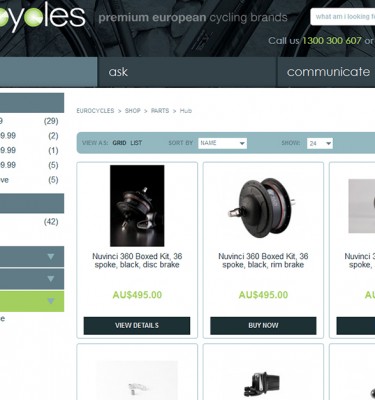 cycles premium european cycling brands
what am i looking f
Call us 1300 300 607 or
ask
communicate
9 (29)
9.99 (2)
9.99 (1)
9.99 (5)
ve (5)
(42)
e
EUROCYCLES > SHOP > PARTS > Hub
VIEW AS: GRID LIST SORT BY NAME SHOW: 24
Nuvinci 360 Boxed Kit, 36
spoke, black, disc brake
AU$495.00
VIEW DETAILS
Nuvinci 360 Boxed Kit, 36
spoke, black, rim brake
AU$495.00
BUY NOW
Nuvinci
spoke,
AU